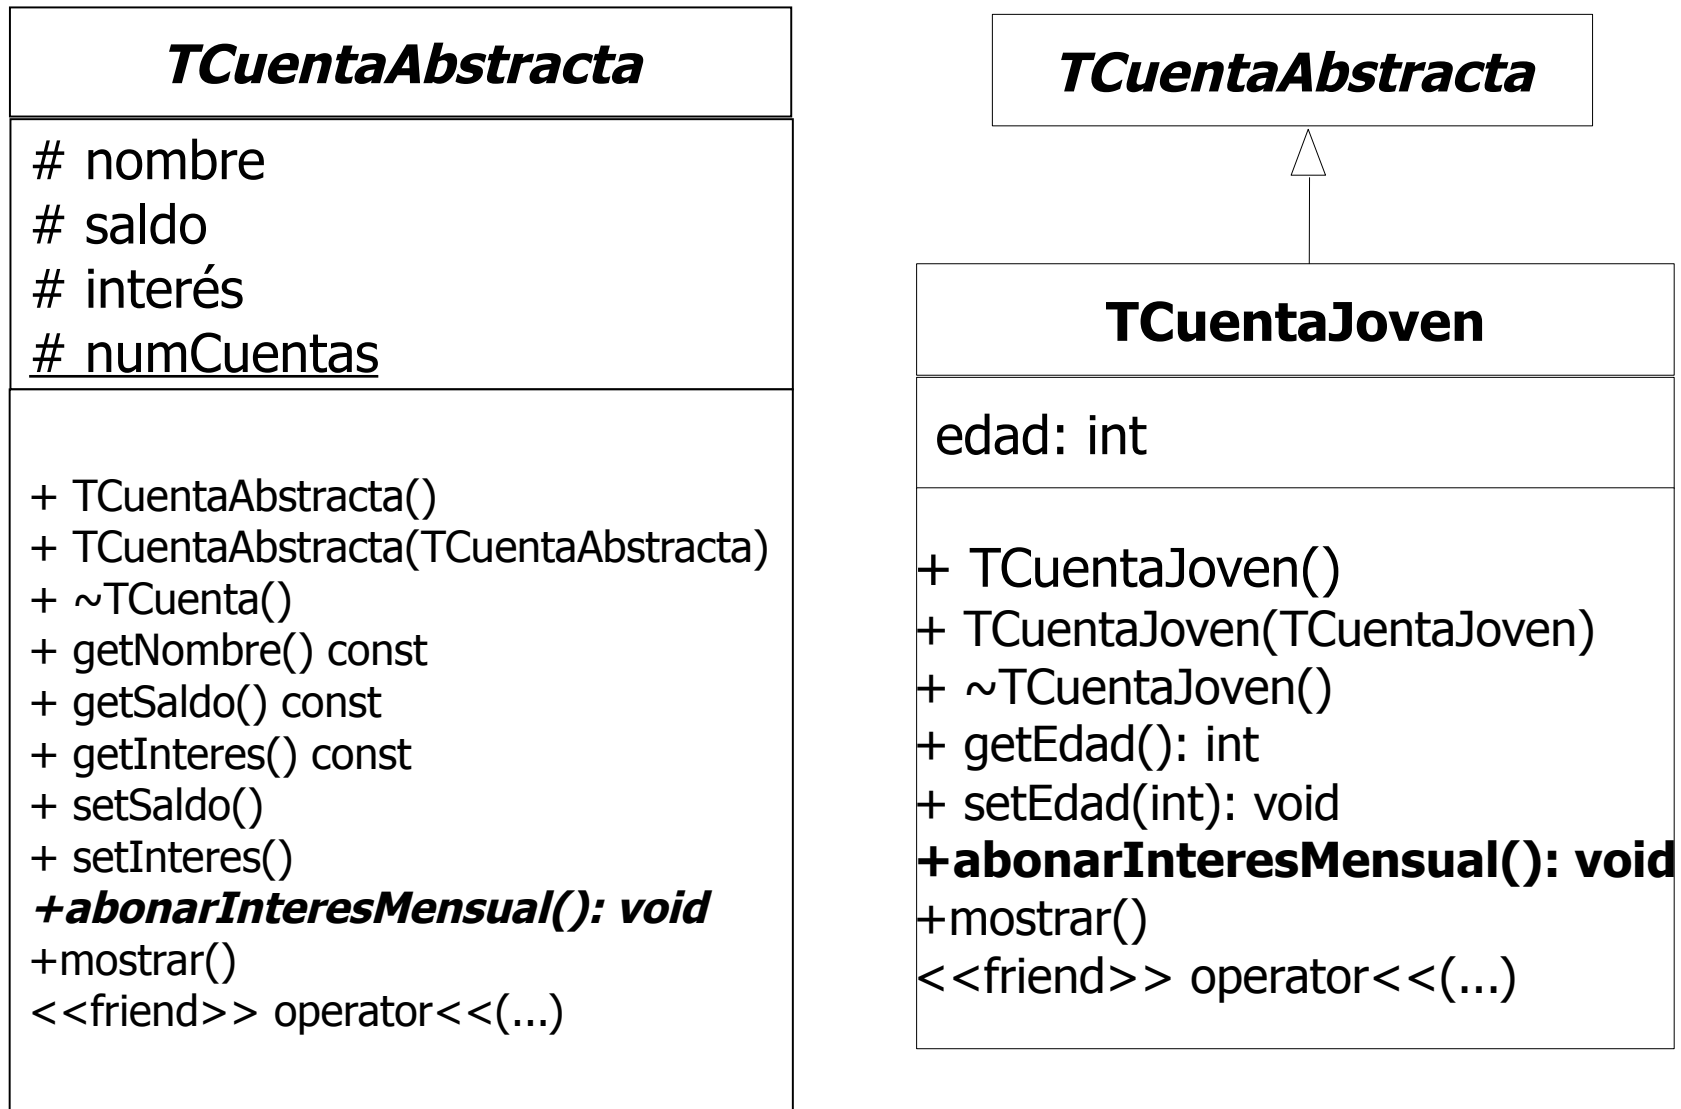 TCuentaAbstracta
# nombre
# saldo
# interés
# numCuentas
+ TCuentaAbstracta()
+ TCuentaAbstracta(TCuentaAbstracta)
+ ~TCuenta()
+ getNombre() const
+ getSaldo() const
+ getInteres() const
+ setSaldo()
+ setInteres()
+abonarInteresMensual(): void
+mostrar()
<<friend>> operator<<(...)
TCuentaAbstracta
TCuentaJoven
edad: int
+ TCuentaJoven()
+ TCuentaJoven(TCuentaJoven)
+ ~TCuentaJoven()
+ getEdad(): int
+ setEdad(int): void
+abonarInteresMensual(): void
+mostrar()
<<friend>> operator<<(...)